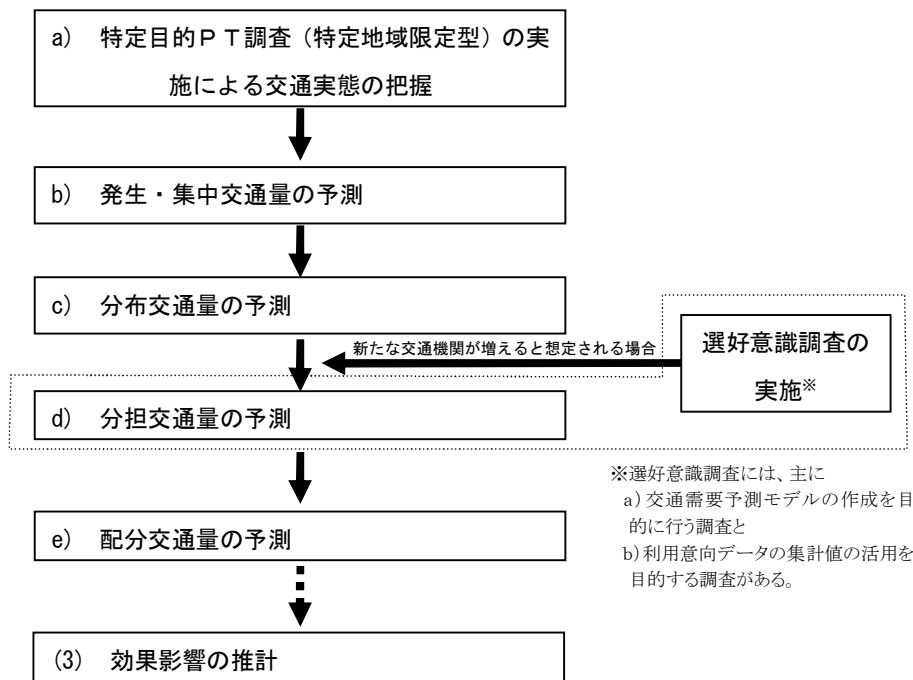 a) 特定目的ＰＴ調査（特定地域限定型）の実
施による交通実態の把握
b) 発生・集中交通量の予測
c) 分布交通量の予測
新たな交通機関が増えると想定される場合
選好意識調査の
実施※
d) 分担交通量の予測
※選好意識調査には、主に
a)交通需要予測モデルの作成を目
的に行う調査と
b)利用意向データの集計値の活用を
目的する調査がある。
e) 配分交通量の予測
(3) 効果影響の推計